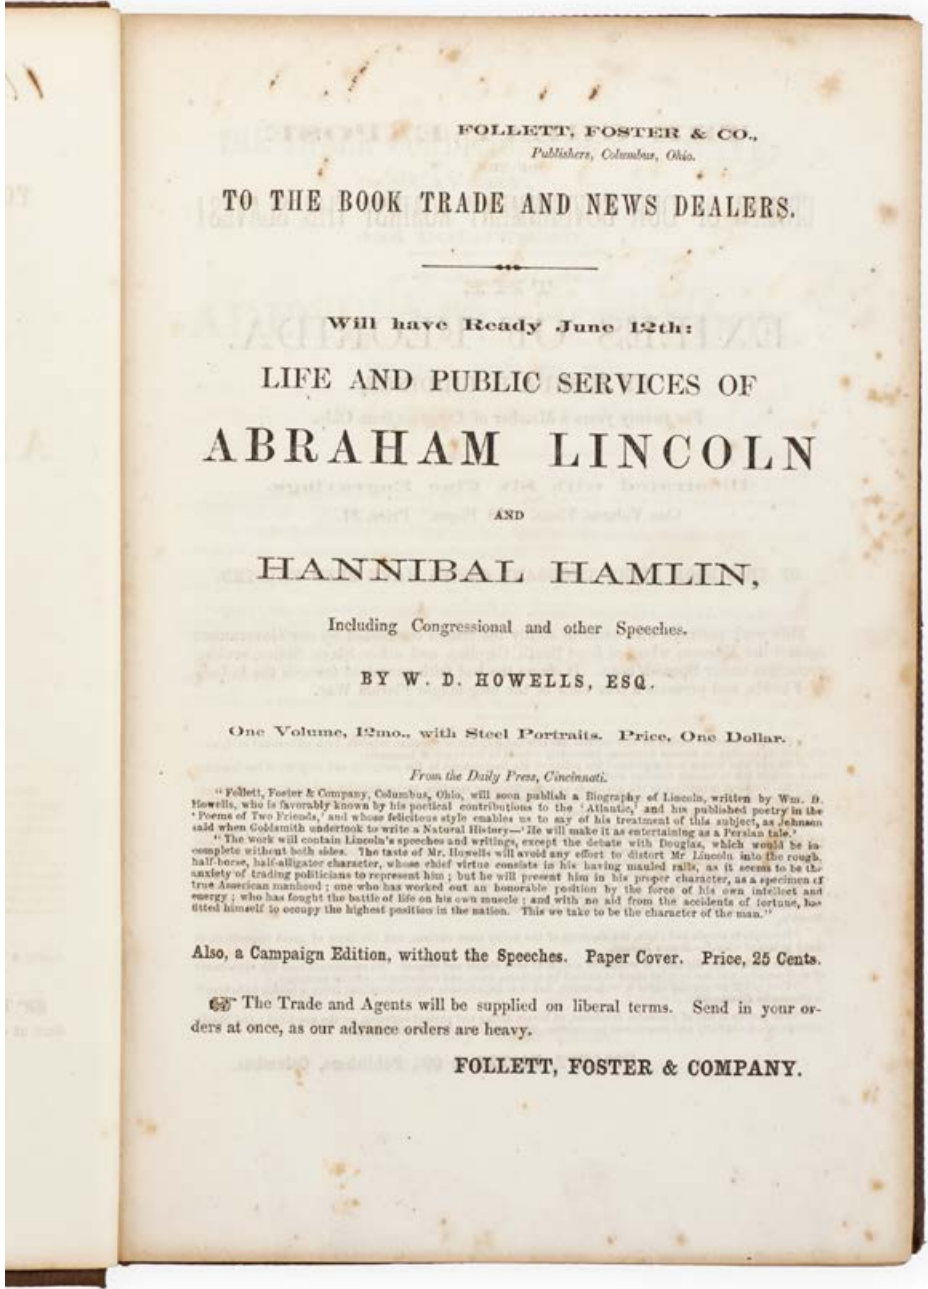 FOLLETT, FOSTER & CO.,
Publishers, Columbus, Ohio.
TO THE BOOK TRADE AND NEWS DEALERS.
Will have Ready June 12th:
LIFE AND PUBLIC SERVICES OF
ABRAHAM LINCOLN
AND
HANNIBAL HAMLIN,
Including Congressional and other Speeches.
BY W. D. HOWELLS, ESQ.
One Volume, 12mo., with Steel Portraits. Price, One Dollar.
From the Daily Press, Cincinnati.
"Follett, Foster & Company, Columbus, Ohio, will soon publish a Biography of Lincoln, written by Wm. D.
Howells, who is favorably known by his poetical contributions to the 'Atlantic,' and his published poetry in the
'Poems of Two Friends,' and whose felicitous style enables us to say of his treatment of this subject, as Johnson
said when Goldsmith undertook to write a Natural History—'He will make it as entertaining as a Persian tale.'
"The work will contain Lincoln's speeches and writings, except the debate with Douglas, which would be in-
complete without both sides. The taste of Mr. Howells will avoid any effort to distort Mr Lincoln into the rough,
half-horse, half-alligator character, whose chief virtue consists in his having mauled rails, as it seems to be the
anxiety of trading politicians to represent him; but he will present him in his proper character, as a specimen of
true American manhood; one who has worked out an honorable position by the force of his own intellect and
energy; who has fought the battle of life on his own muscle; and with no aid from the accidents of fortune, has
fitted himself to occupy the highest position in the nation. This we take to be the character of the man."
Also, a Campaign Edition, without the Speeches. Paper Cover. Price, 25 Cents.
☞ The Trade and Agents will be supplied on liberal terms. Send in your or-
ders at once, as our advance orders are heavy.
FOLLETT, FOSTER & COMPANY.